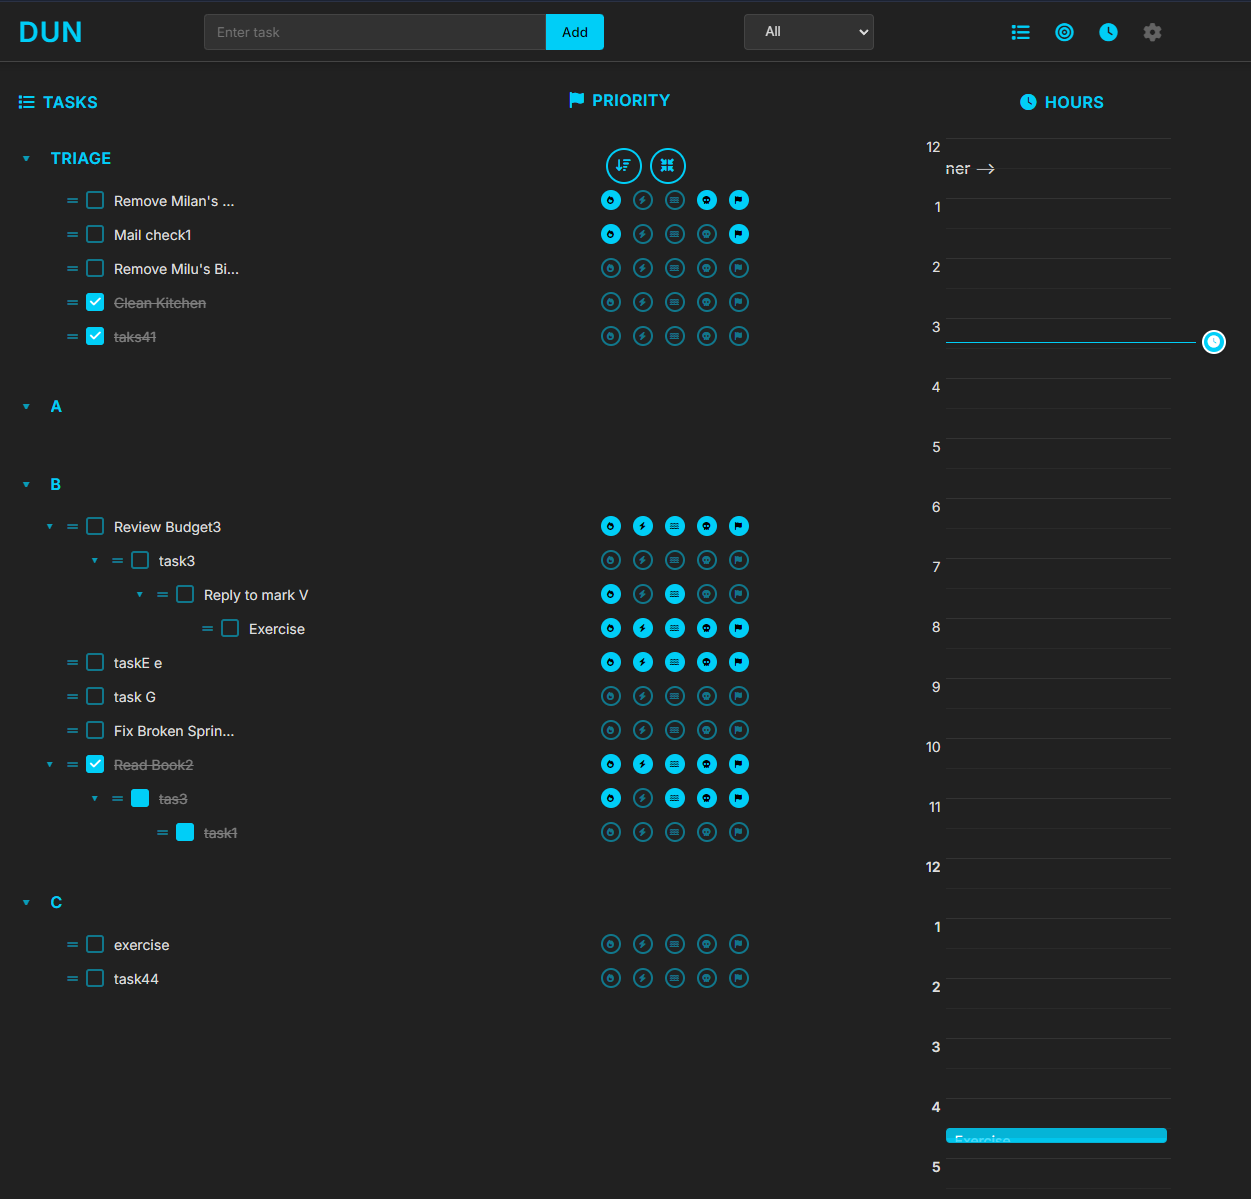 DUN
Enter task
Add
All
TASKS
PRIORITY
HOURS
TRIAGE
Remove Milan's ...
Mail check1
Remove Milu's Bi...
Clean Kitchen
taks41
A
B
Review Budget3
task3
Reply to mark V
Exercise
taskE e
task G
Fix Broken Sprin...
Read Book2
tas3
task1
C
exercise
task44
12
ner →
1
2
3
4
5
6
7
8
9
10
11
12
1
2
3
4
Exercise
5